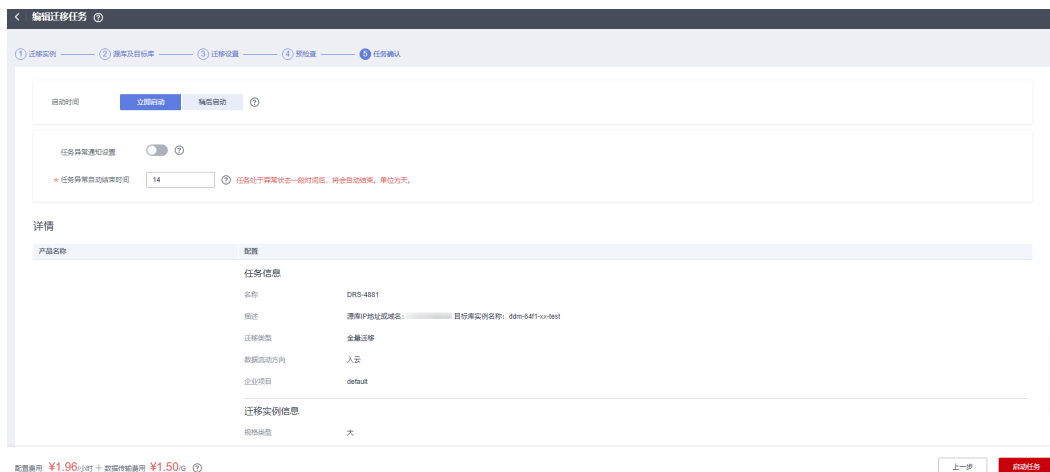 < 编辑迁移任务 ?
1 迁移实例 2 源库及目标库 3 迁移设置 4 预检查 5 任务确认
启动时间 立即启动 稍后启动 ?
任务异常通知设置 ?
* 任务异常自动结束时间 14 ? 任务处于异常状态一段时间后，将会自动结束。单位为天。
详情
产品名称 配置
任务信息
名称 DRS-4881
描述 源库IP地址或域名： 目标库实例名称：ddm-64f1-xx-test
迁移类型 全量迁移
数据流动方向 入云
企业项目 default
迁移实例信息
规格类型 大
配置费用: ¥1.96/小时 + 数据传输费用 ¥1.50/G ? 上一步 启动任务